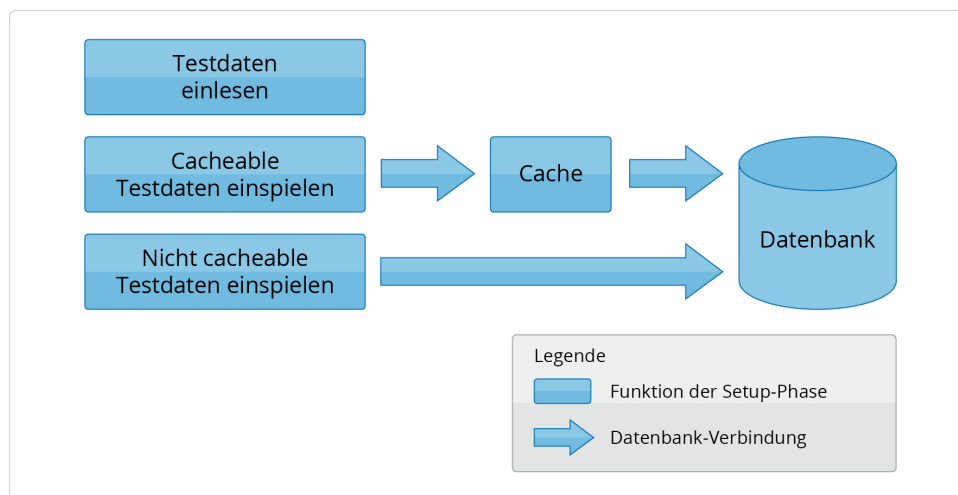 Testdaten
einlesen
Cacheable
Testdaten einspielen
Cache
Datenbank
Nicht cacheable
Testdaten einspielen
Legende
Funktion der Setup-Phase
Datenbank-Verbindung